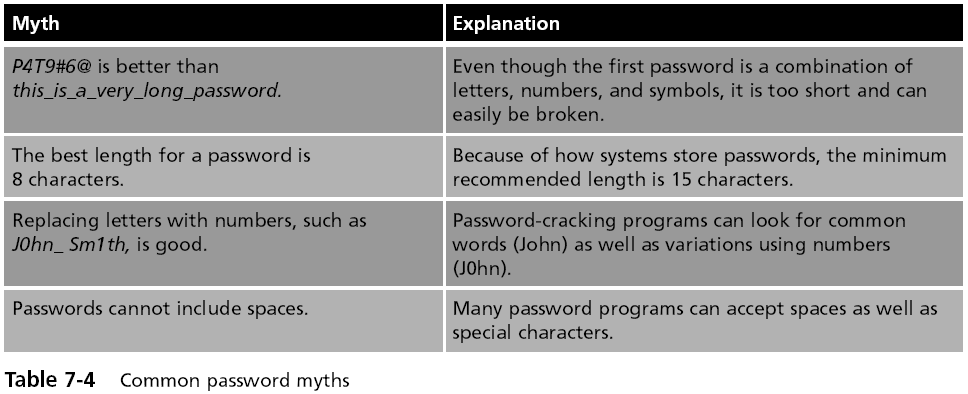 Myth
Explanation
P4T9#6@ is better than
this_is_a_very_long_password.
Even though the first password is a combination of
letters, numbers, and symbols, it is too short and can
easily be broken.
The best length for a password is
8 characters.
Because of how systems store passwords, the minimum
recommended length is 15 characters.
Replacing letters with numbers, such as
J0hn_ Sm1th, is good.
Password-cracking programs can look for common
words (John) as well as variations using numbers
(J0hn).
Passwords cannot include spaces.
Many password programs can accept spaces as well as
special characters.
Table 7-4 Common password myths